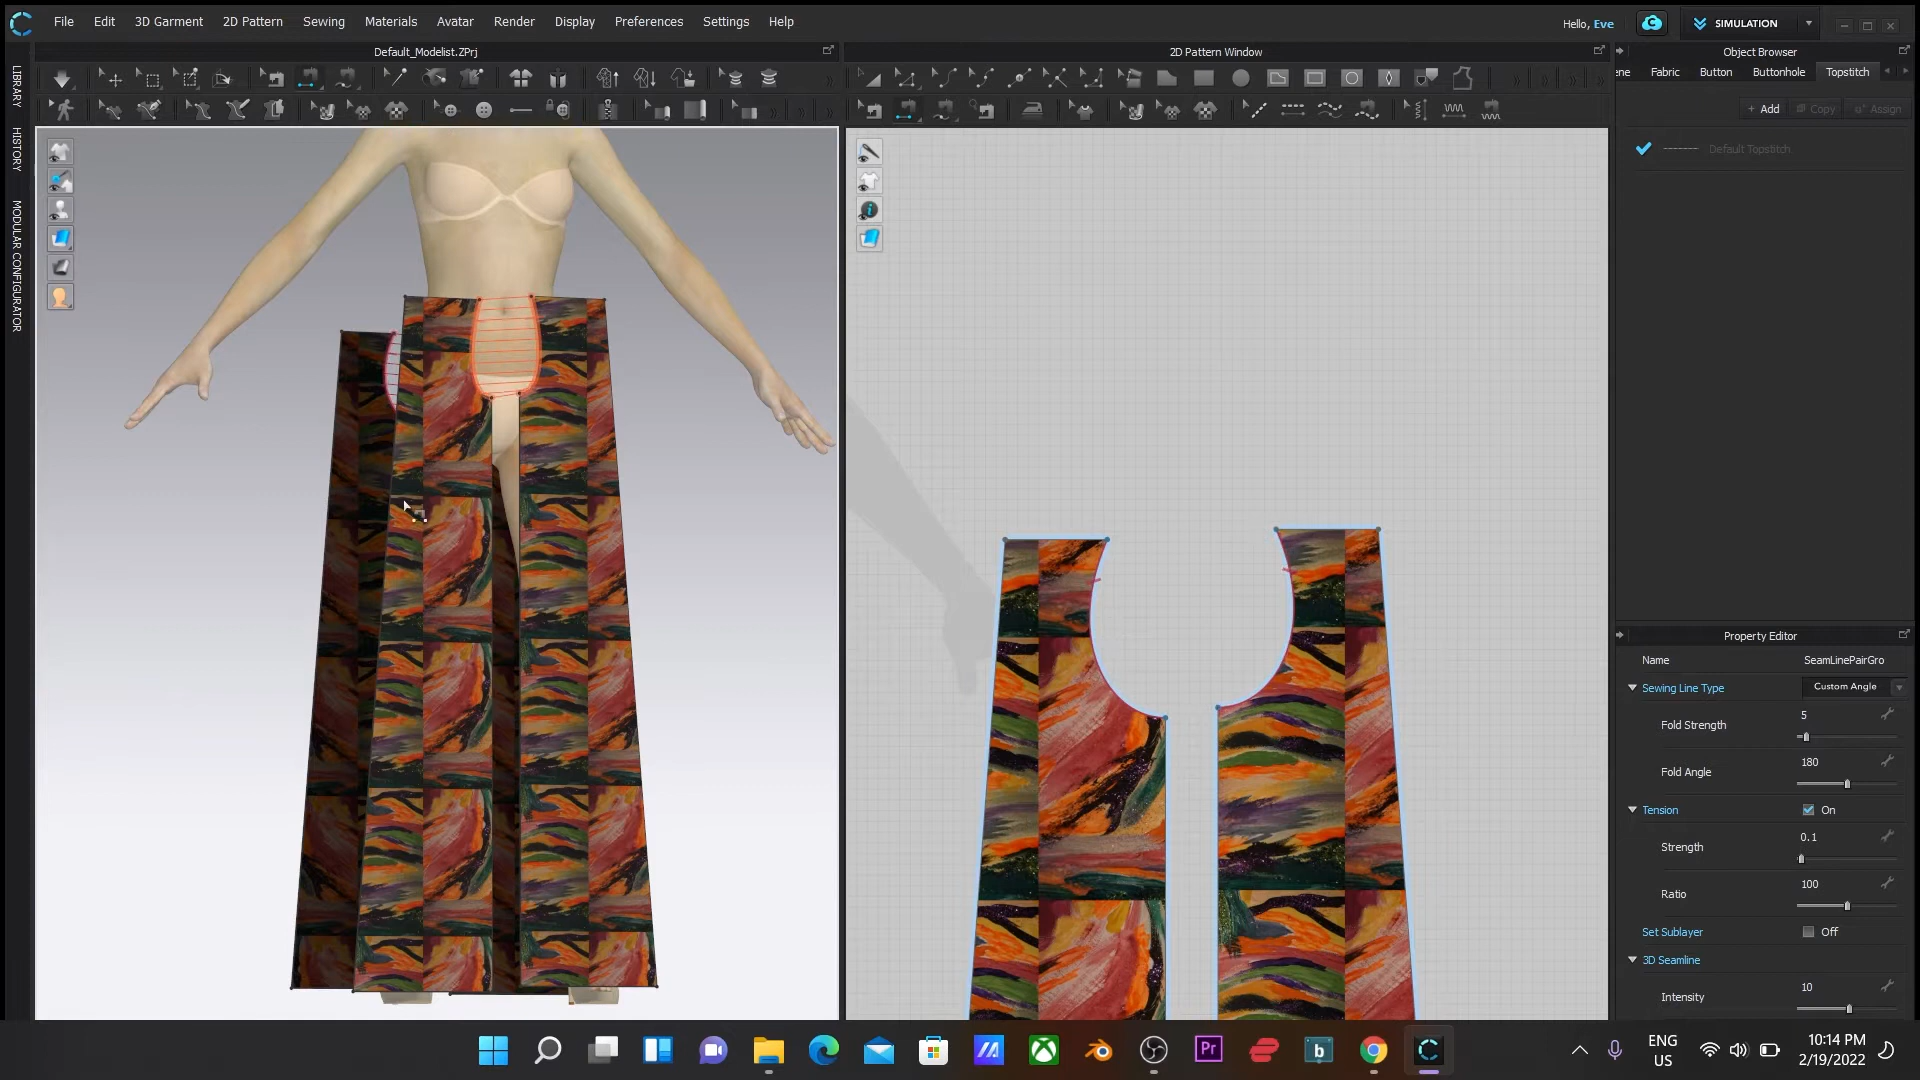 File Edit 3D Garment 2D Pattern Sewing Materials Avatar Render Display Preferences Settings Help
Hello, Eve
SIMULATION
Default_Modelist.ZPrj
2D Pattern Window
Object Browser
ene Fabric Button Buttonhole Topstitch
+ Add Copy Assign
Default Topstitch
LIBRARY
HISTORY
MODULAR CONFIGURATOR
Property Editor
Name SeamLinePairGro
Sewing Line Type Custom Angle
Fold Strength 5
Fold Angle 180
Tension On
Strength 0.1
Ratio 100
Set Sublayer Off
3D Seamline
Intensity 10
Pr
b
ENG
US
10:14 PM
2/19/2022